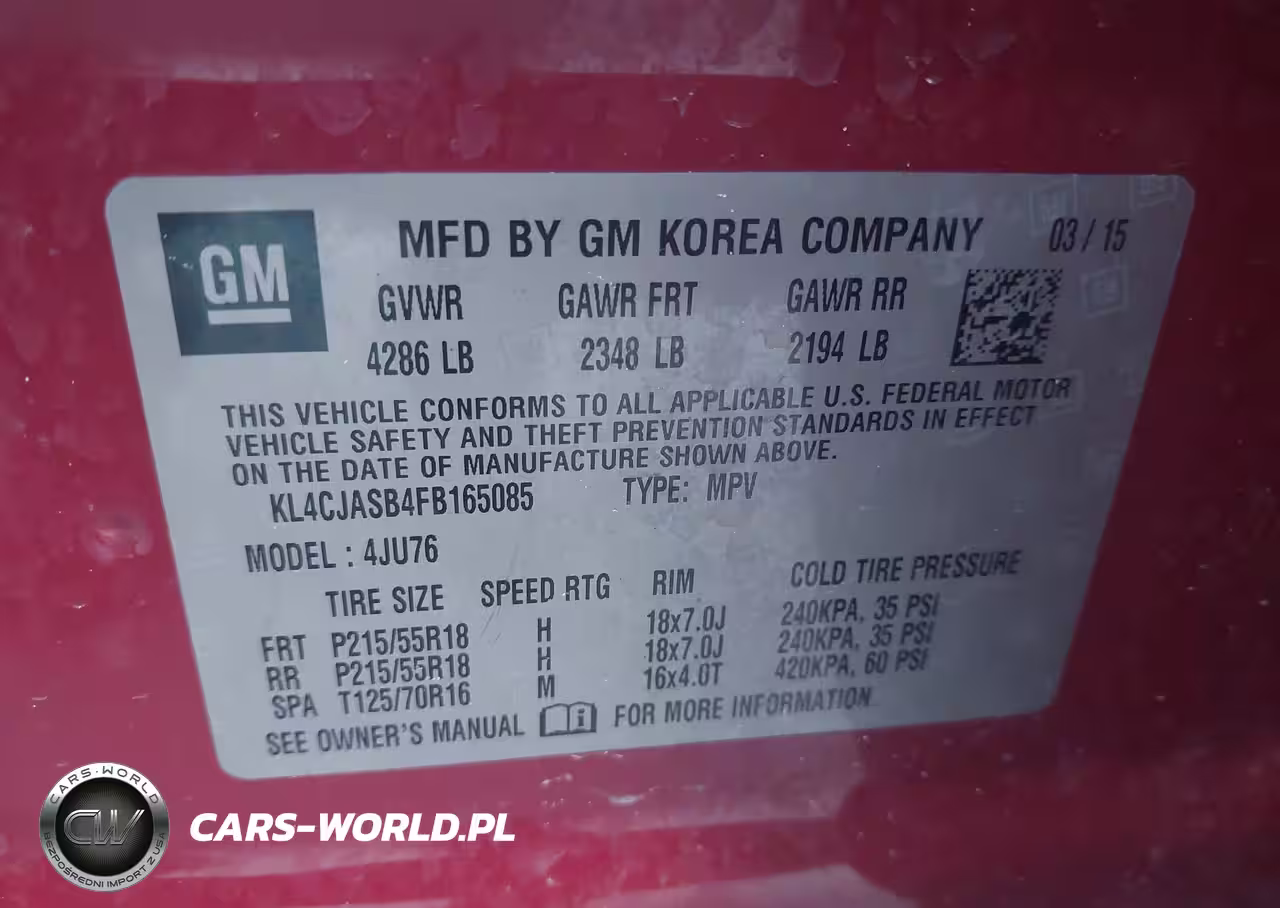 GM
MFD BY GM KOREA COMPANY 03 / 15
GVWR GAWR FRT GAWR RR
4286 LB 2348 LB 2194 LB
THIS VEHICLE CONFORMS TO ALL APPLICABLE U.S. FEDERAL MOTOR
VEHICLE SAFETY AND THEFT PREVENTION STANDARDS IN EFFECT
ON THE DATE OF MANUFACTURE SHOWN ABOVE.
KL4CJASB4FB165085 TYPE: MPV
MODEL : 4JU76
TIRE SIZE SPEED RTG RIM COLD TIRE PRESSURE
FRT P215/55R18 H 18x7.0J 240KPA, 35 PSI
RR P215/55R18 H 18x7.0J 240KPA, 35 PSI
SPA T125/70R16 M 16x4.0T 420KPA, 60 PSI
SEE OWNER'S MANUAL FOR MORE INFORMATION
CARS-WORLD
CW
BEZPOŚREDNI IMPORT Z USA
CARS-WORLD.PL